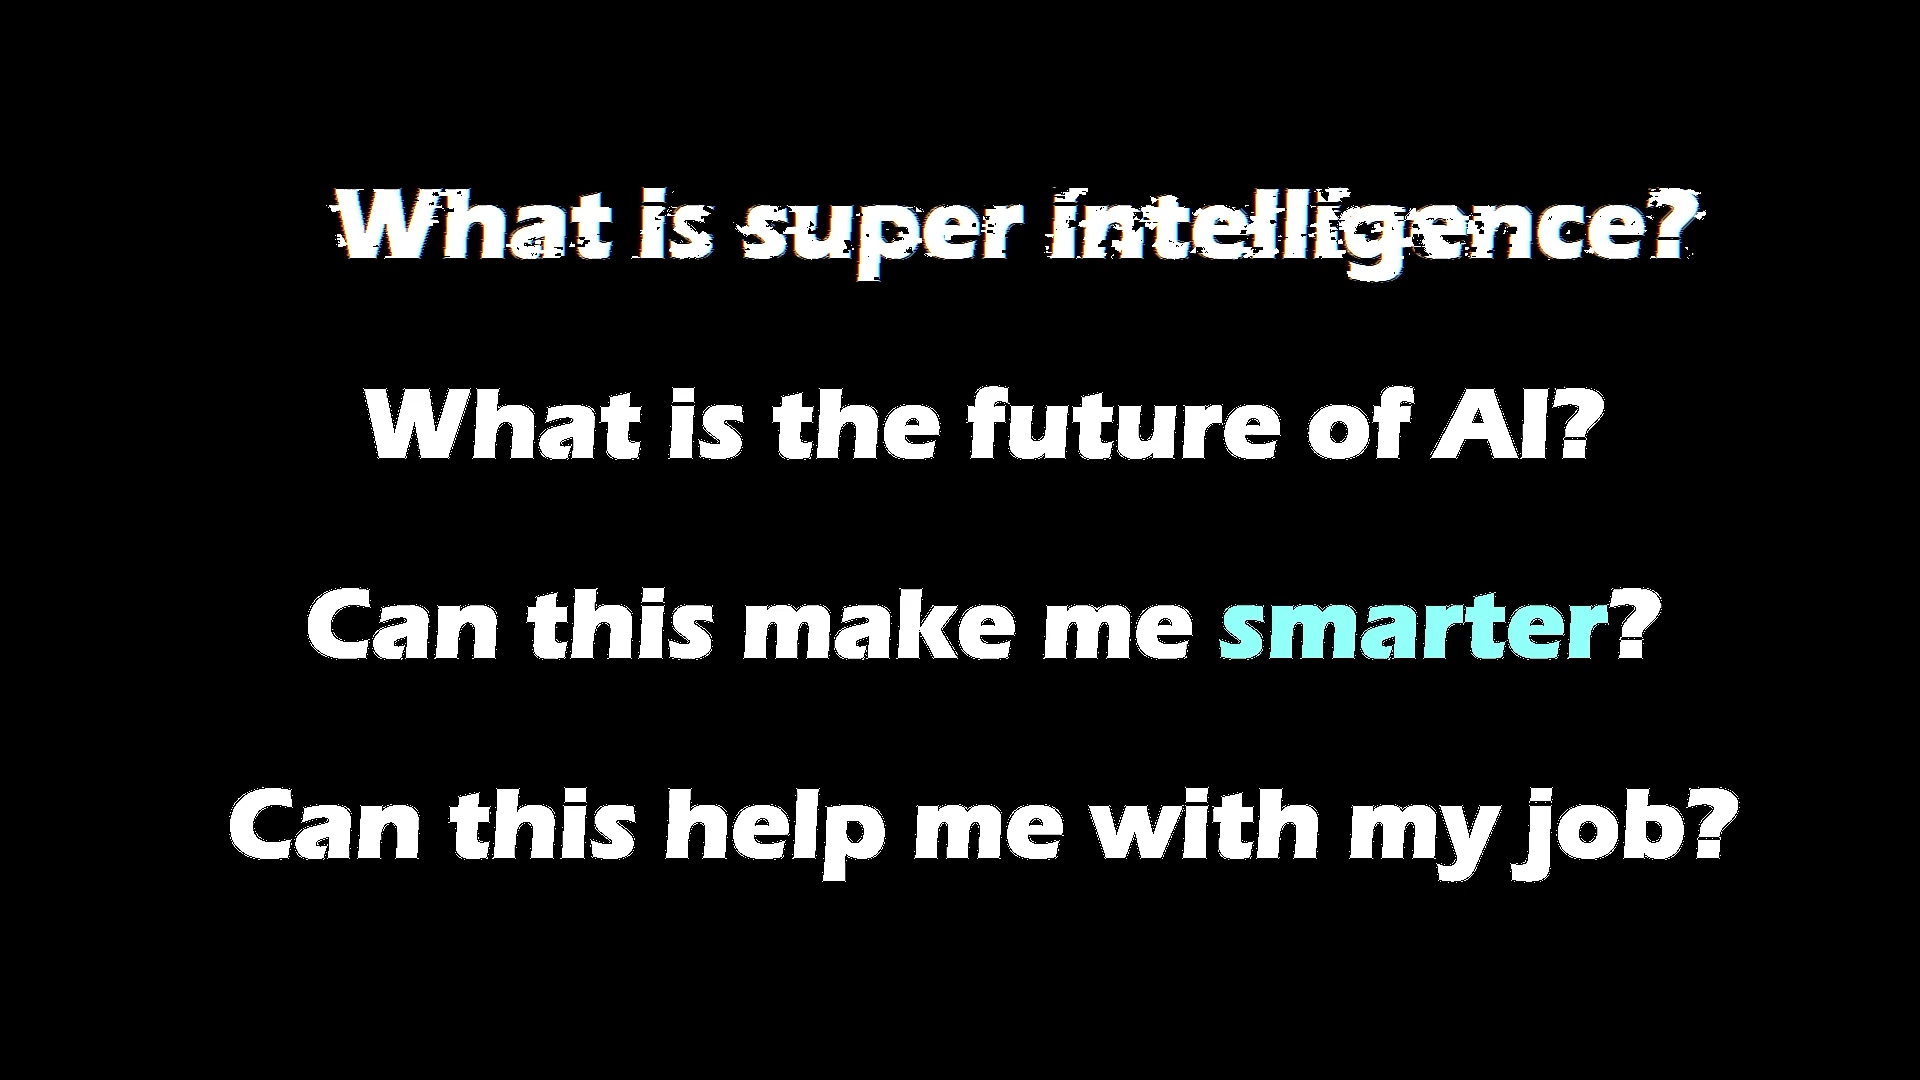 What is super intelligence?
What is the future of AI?
Can this make me smarter?
Can this help me with my job?